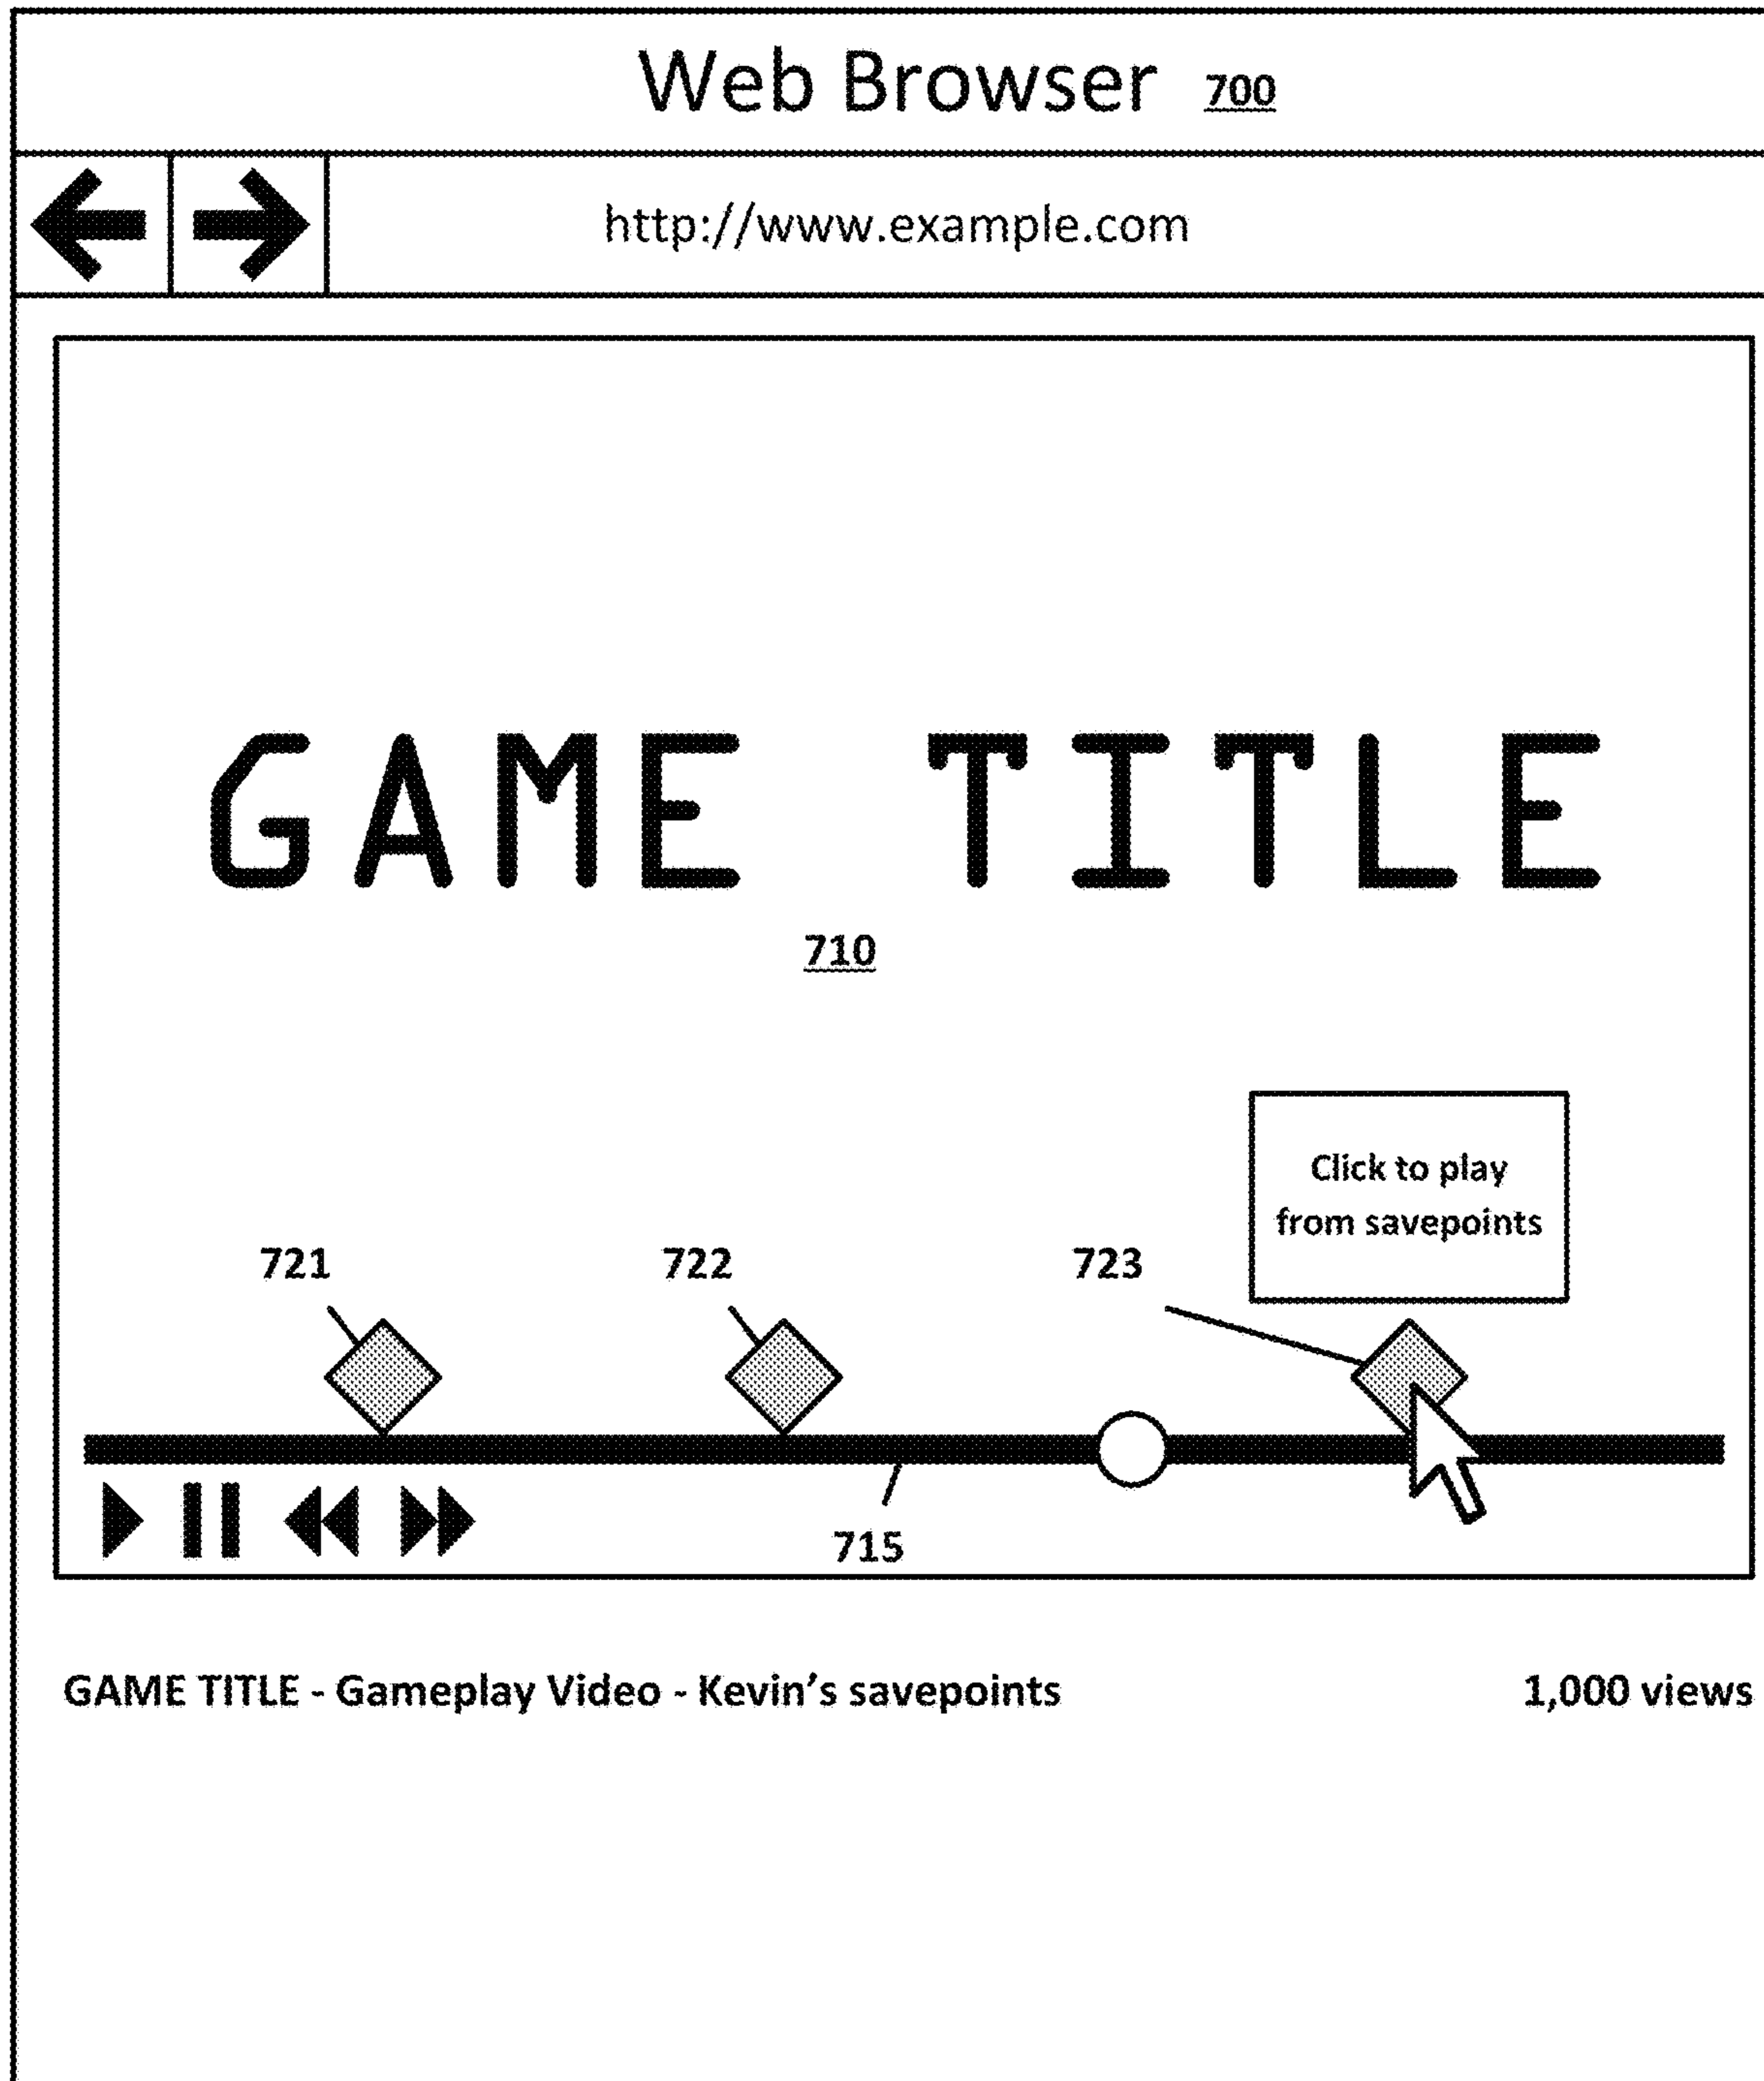 Web Browser 700
http://www.example.com
GAME TITLE
710
Click to play
from savepoints
721 722 723
715
GAME TITLE - Gameplay Video - Kevin’s savepoints 1,000 views